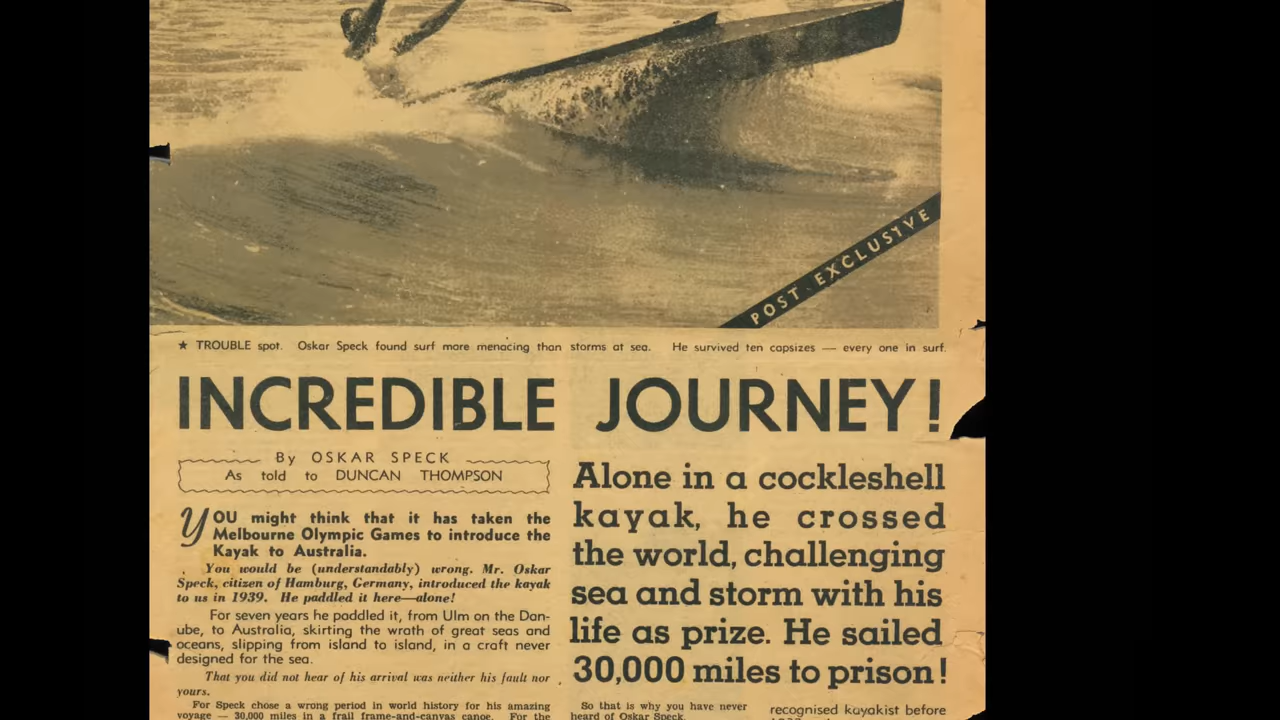 POST EXCLUSIVE
★ TROUBLE spot. Oskar Speck found surf more menacing than storms at sea. He survived ten capsizes — every one in surf.
INCREDIBLE JOURNEY!
By OSKAR SPECK
As told to DUNCAN THOMPSON
YOU might think that it has taken the
Melbourne Olympic Games to introduce the
Kayak to Australia.
You would be (understandably) wrong. Mr. Oskar
Speck, citizen of Hamburg, Germany, introduced the kayak
to us in 1939. He paddled it here—alone!
For seven years he paddled it, from Ulm on the Dan-
ube, to Australia, skirting the wrath of great seas and
oceans, slipping from island to island, in a craft never
designed for the sea.
That you did not hear of his arrival was neither his fault nor
yours.
For Speck chose a wrong period in world history for his amazing
voyage — 30,000 miles in a frail frame-and-canvas canoe. For the
Alone in a cockleshell
kayak, he crossed
the world, challenging
sea and storm with his
life as prize. He sailed
30,000 miles to prison!
So that is why you have never
heard of Oskar Speck.
recognised kayakist before